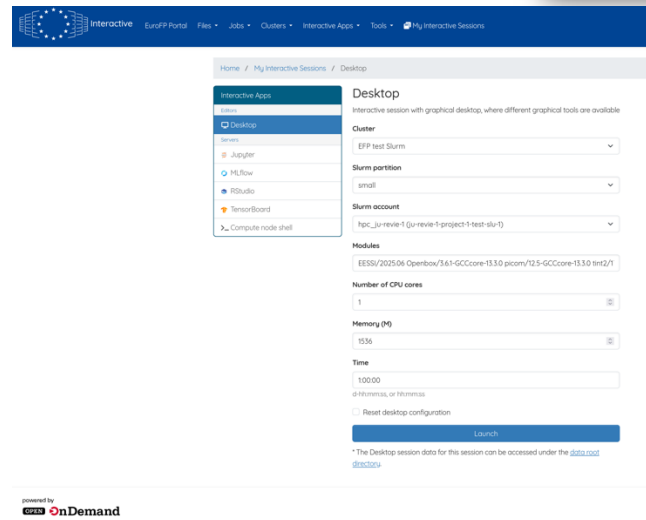 Interactive EuroFP Portal Files Jobs Clusters Interactive Apps Tools My Interactive Sessions
Home / My Interactive Sessions / Desktop
Interactive Apps
Editors
Desktop
Servers
Jupyter
MLflow
RStudio
TensorBoard
>_ Compute node shell
Desktop
Interactive session with graphical desktop, where different graphical tools are available
Cluster
EFP test Slurm
Slurm partition
small
Slurm account
hpc_ju-revie-1 (ju-revie-1-project-1-test-slu-1)
Modules
EESSI/2025.06 Openbox/3.6.1-GCCcore-13.3.0 picom/12.5-GCCcore-13.3.0 tint2/1
Number of CPU cores
1
Memory (M)
1536
Time
1:00:00
d-hh:mm:ss, or hh:mm:ss
Reset desktop configuration
Launch
* The Desktop session data for this session can be accessed under the data root
directory.
powered by
OPEN OnDemand